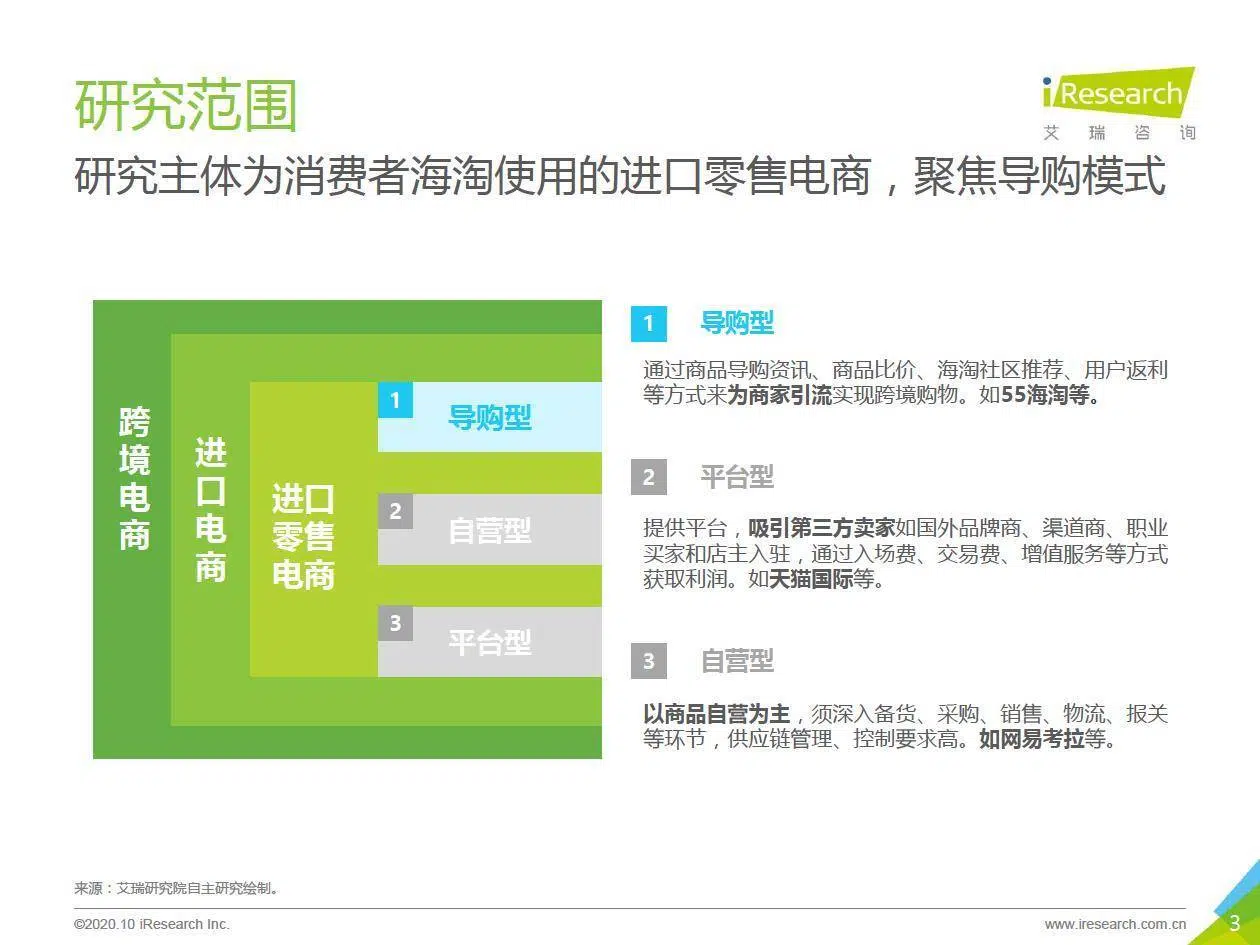 研究范围
iResearch
艾瑞咨询
研究主体为消费者海淘使用的进口零售电商，聚焦导购模式
跨境电商
进口电商
进口
零售
电商
1
导购型
2
自营型
3
平台型
1 导购型
通过商品导购资讯、商品比价、海淘社区推荐、用户返利
等方式来为商家引流实现跨境购物。如55海淘等。
2 平台型
提供平台，吸引第三方卖家如国外品牌商、渠道商、职业
买家和店主入驻，通过入场费、交易费、增值服务等方式
获取利润。如天猫国际等。
3 自营型
以商品自营为主，须深入备货、采购、销售、物流、报关
等环节，供应链管理、控制要求高。如网易考拉等。
来源：艾瑞研究院自主研究绘制。
©2020.10 iResearch Inc.
www.iresearch.com.cn
3